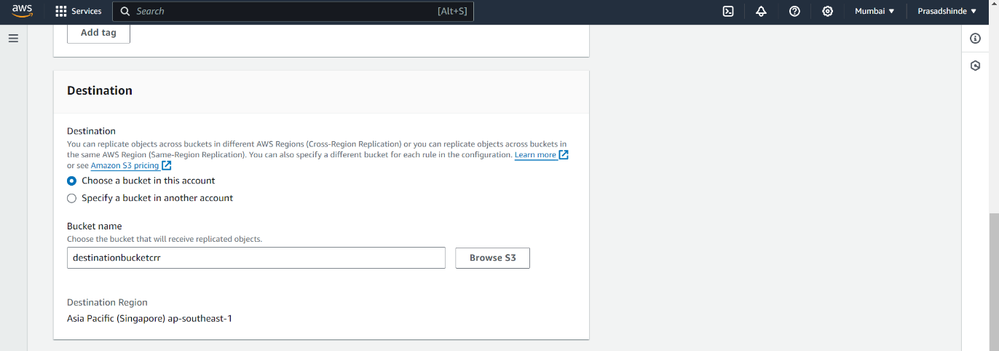 aws
Services
Search
[Alt+S]
Mumbai
Prasadshinde
Add tag
Destination
Destination
You can replicate objects across buckets in different AWS Regions (Cross-Region Replication) or you can replicate objects across buckets in
the same AWS Region (Same-Region Replication). You can also specify a different bucket for each rule in the configuration. Learn more
or see Amazon S3 pricing
Choose a bucket in this account
Specify a bucket in another account
Bucket name
Choose the bucket that will receive replicated objects.
destinationbucketcrr
Browse S3
Destination Region
Asia Pacific (Singapore) ap-southeast-1